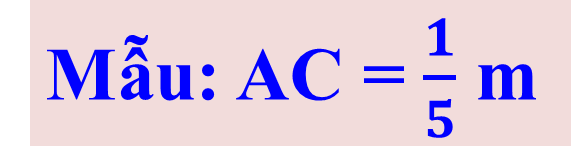 Mẫu: AC = 1/5 m